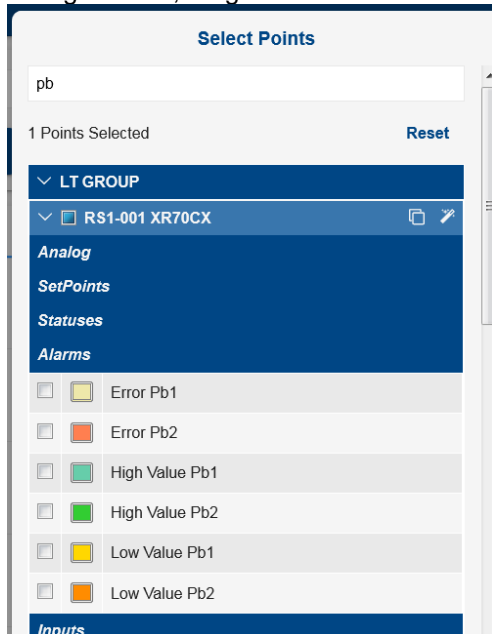 Select Points
pb
1 Points Selected Reset
LT GROUP
RS1-001 XR70CX
Analog
SetPoints
Statuses
Alarms
Error Pb1
Error Pb2
High Value Pb1
High Value Pb2
Low Value Pb1
Low Value Pb2
Inputs